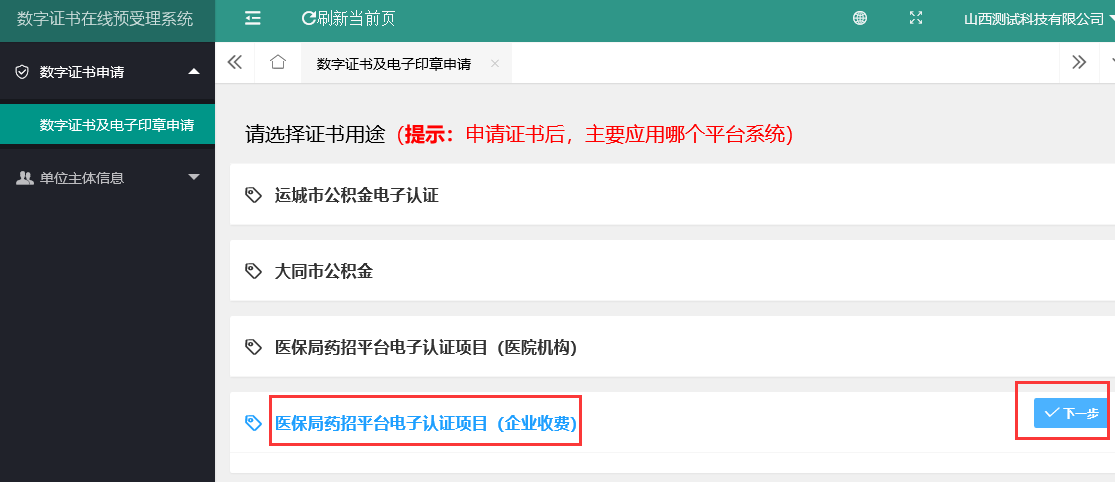 数字证书在线预受理系统
刷新当前页
山西测试科技有限公司
数字证书申请
数字证书及电子印章申请
数字证书及电子印章申请
单位主体信息
请选择证书用途（提示：申请证书后，主要应用哪个平台系统）
运城市公积金电子认证
大同市公积金
医保局药招平台电子认证项目（医院机构）
医保局药招平台电子认证项目（企业收费）
下一步